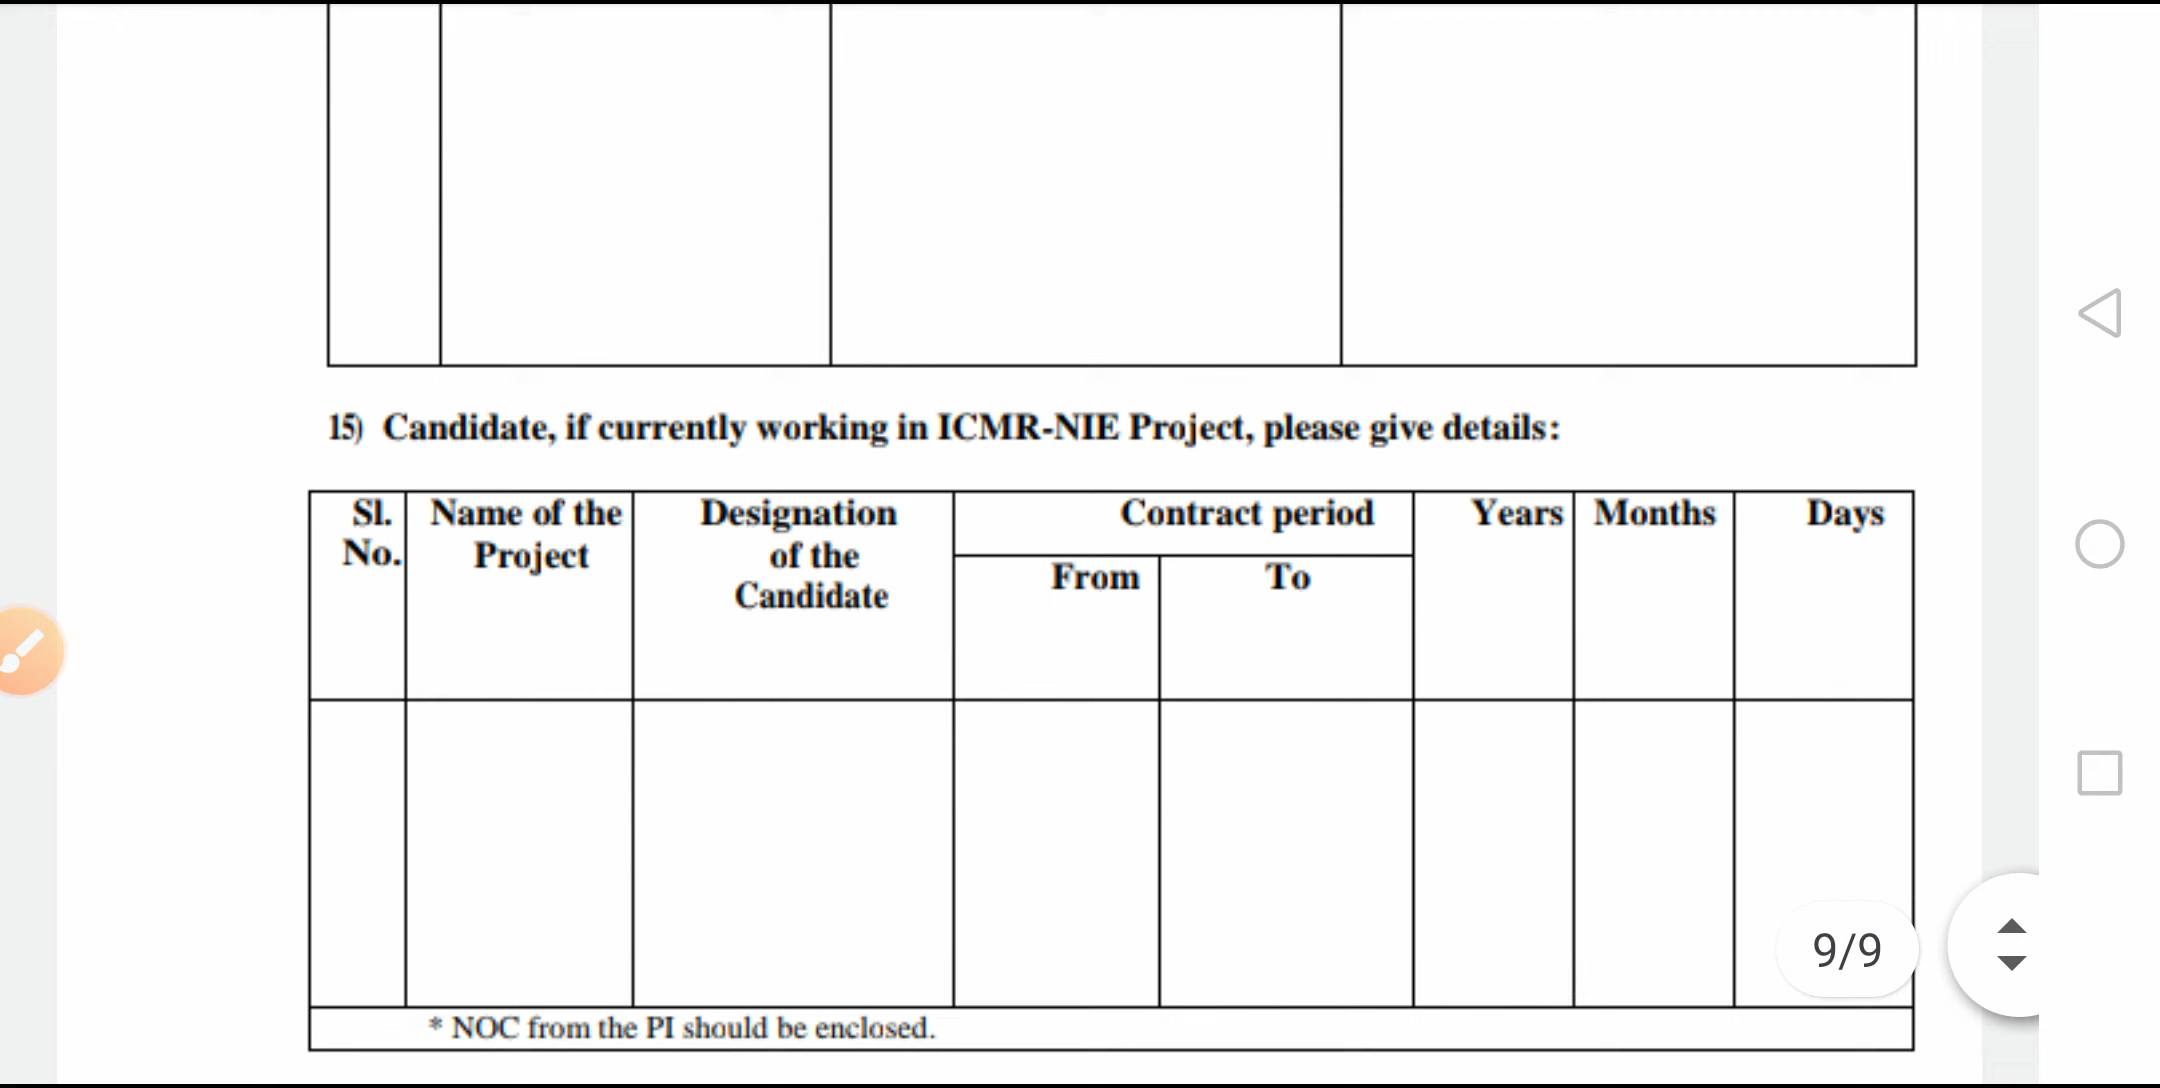 15) Candidate, if currently working in ICMR-NIE Project, please give details:
Sl. No.
Name of the Project
Designation of the Candidate
Contract period
From
To
Years
Months
Days
* NOC from the PI should be enclosed.
9/9